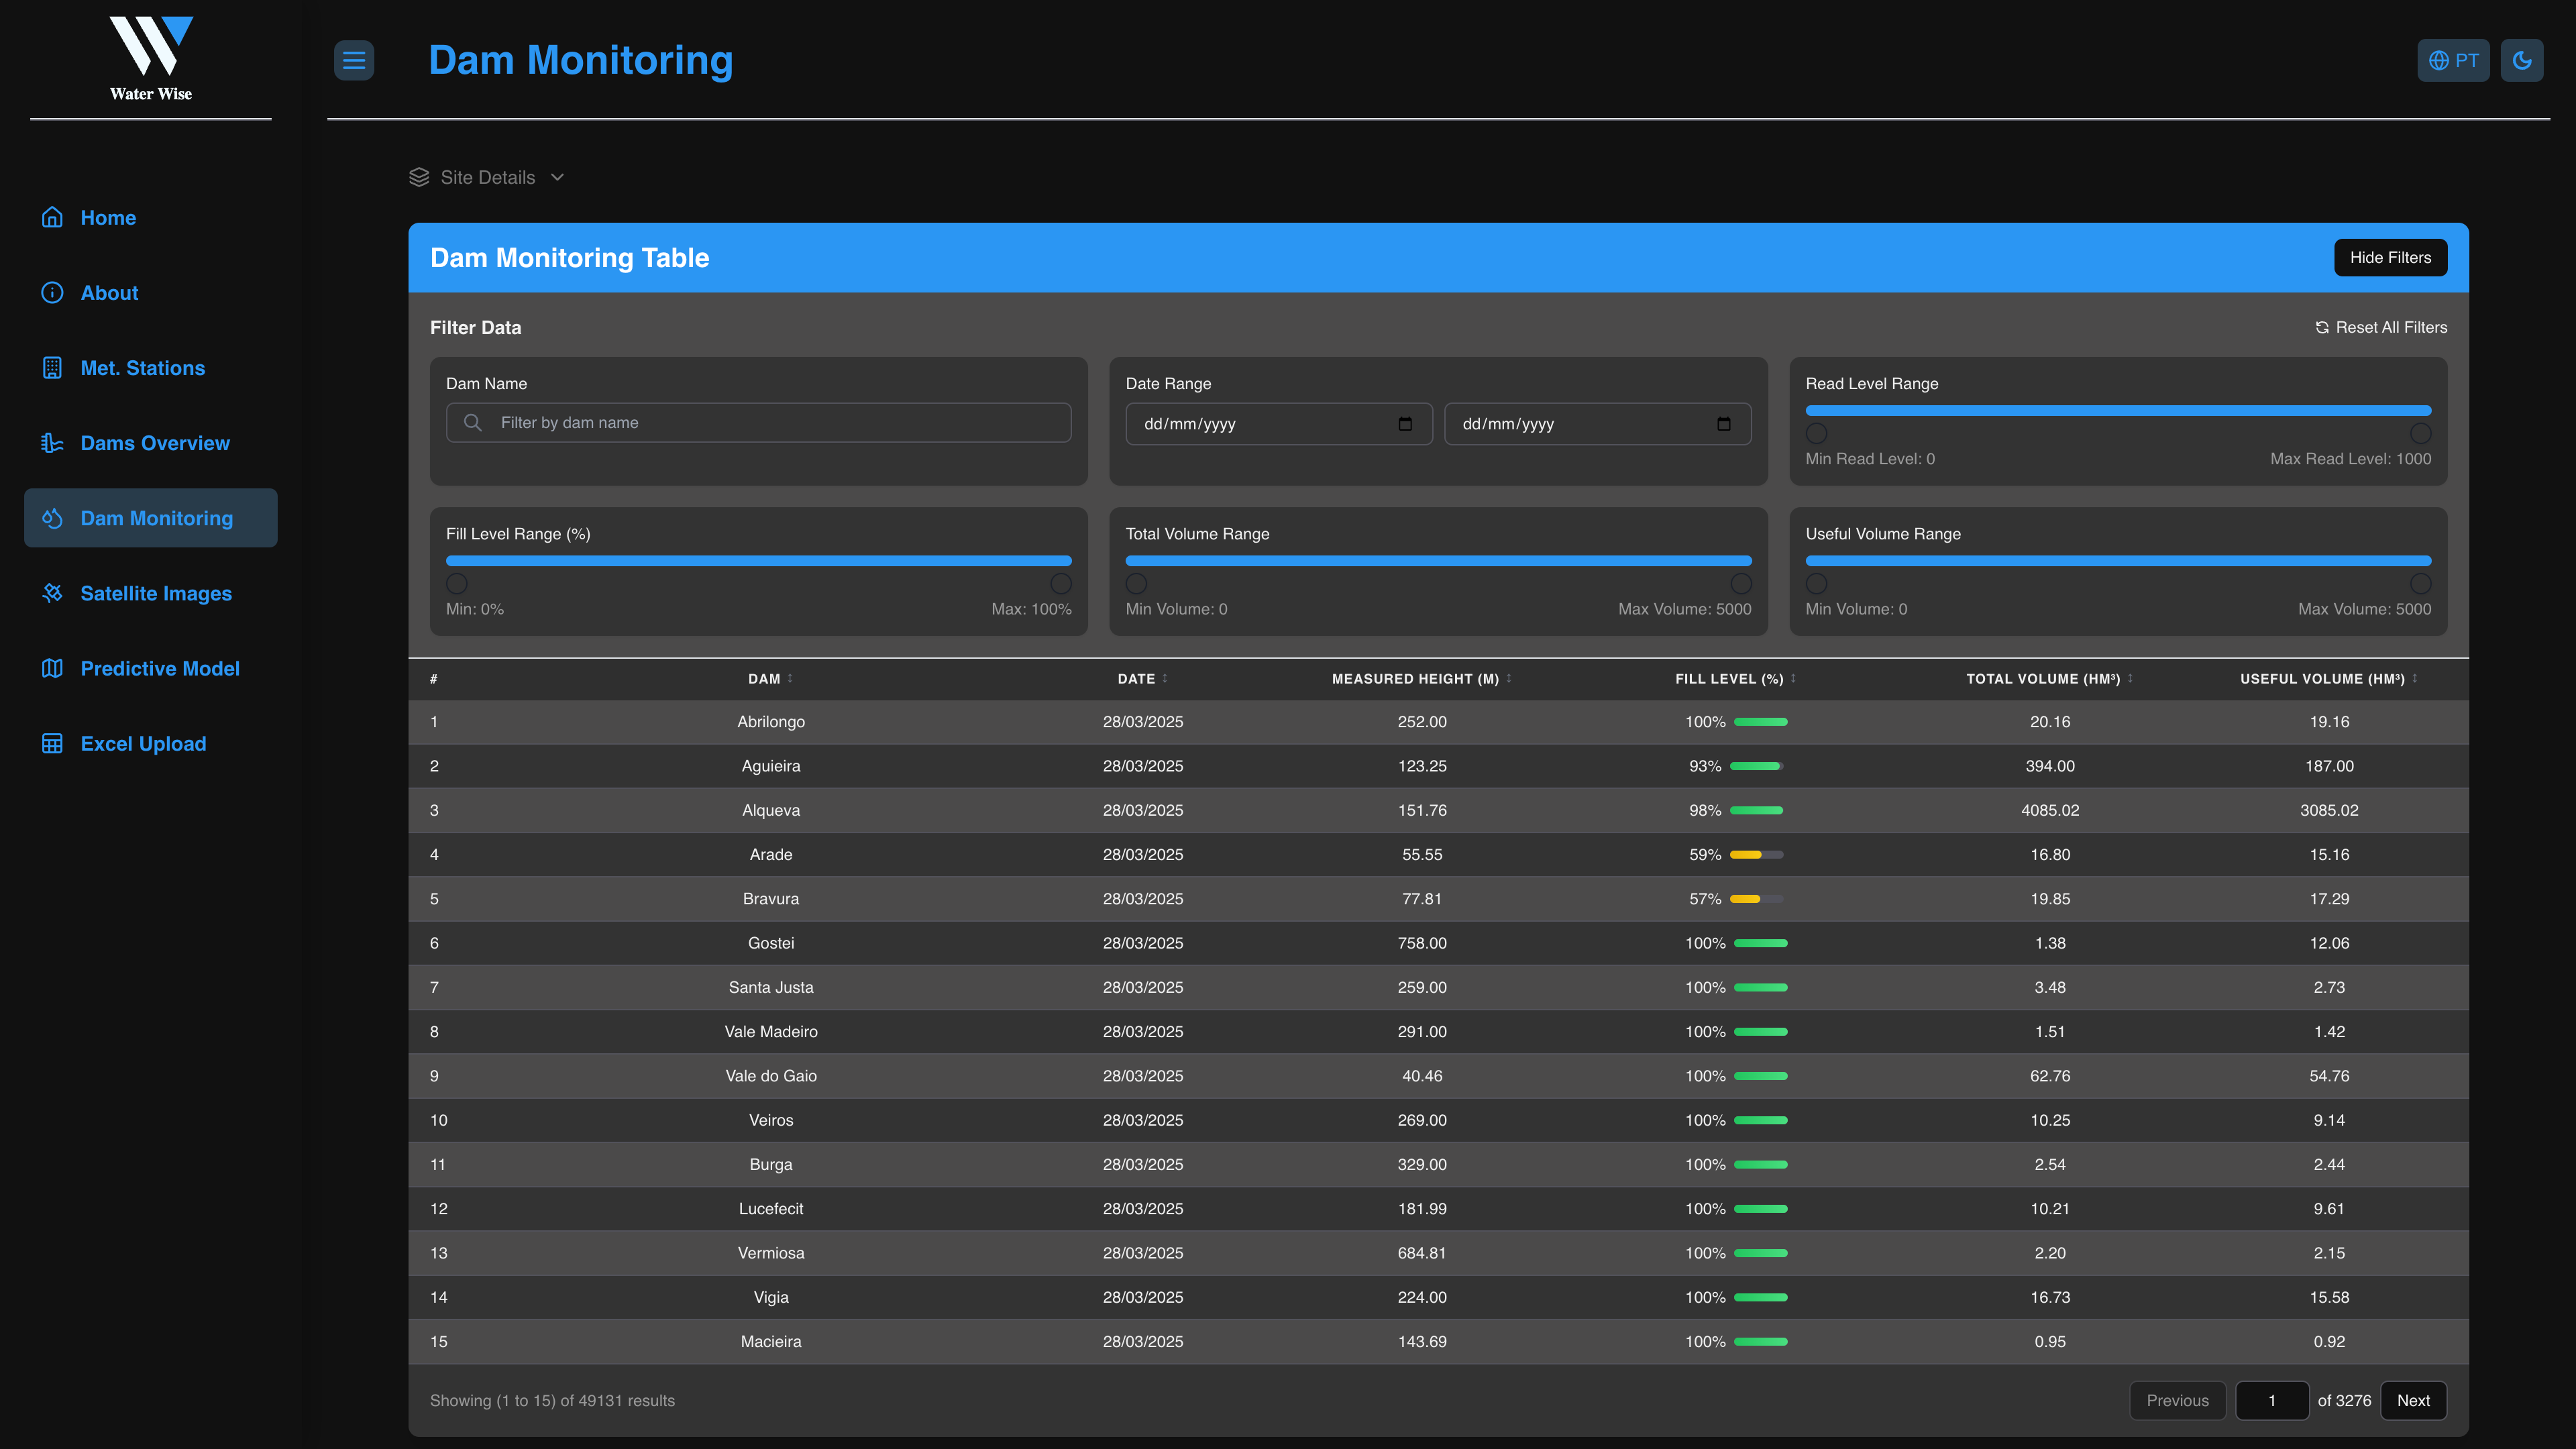 Water Wise
Dam Monitoring
PT
Home
About
Met. Stations
Dams Overview
Dam Monitoring
Satellite Images
Predictive Model
Excel Upload
Site Details
Dam Monitoring Table
Hide Filters
Filter Data
Reset All Filters
Dam Name
Filter by dam name
Date Range
dd/mm/yyyy dd/mm/yyyy
Read Level Range
Min Read Level: 0 Max Read Level: 1000
Fill Level Range (%)
Min: 0% Max: 100%
Total Volume Range
Min Volume: 0 Max Volume: 5000
Useful Volume Range
Min Volume: 0 Max Volume: 5000
# DAM DATE MEASURED HEIGHT (M) FILL LEVEL (%) TOTAL VOLUME (HM³) USEFUL VOLUME (HM³)
1 Abrilongo 28/03/2025 252.00 100% 20.16 19.16
2 Aguieira 28/03/2025 123.25 93% 394.00 187.00
3 Alqueva 28/03/2025 151.76 98% 4085.02 3085.02
4 Arade 28/03/2025 55.55 59% 16.80 15.16
5 Bravura 28/03/2025 77.81 57% 19.85 17.29
6 Gostei 28/03/2025 758.00 100% 1.38 12.06
7 Santa Justa 28/03/2025 259.00 100% 3.48 2.73
8 Vale Madeiro 28/03/2025 291.00 100% 1.51 1.42
9 Vale do Gaio 28/03/2025 40.46 100% 62.76 54.76
10 Veiros 28/03/2025 269.00 100% 10.25 9.14
11 Burga 28/03/2025 329.00 100% 2.54 2.44
12 Lucefecit 28/03/2025 181.99 100% 10.21 9.61
13 Vermiosa 28/03/2025 684.81 100% 2.20 2.15
14 Vigia 28/03/2025 224.00 100% 16.73 15.58
15 Macieira 28/03/2025 143.69 100% 0.95 0.92
Showing (1 to 15) of 49131 results
Previous 1 of 3276 Next